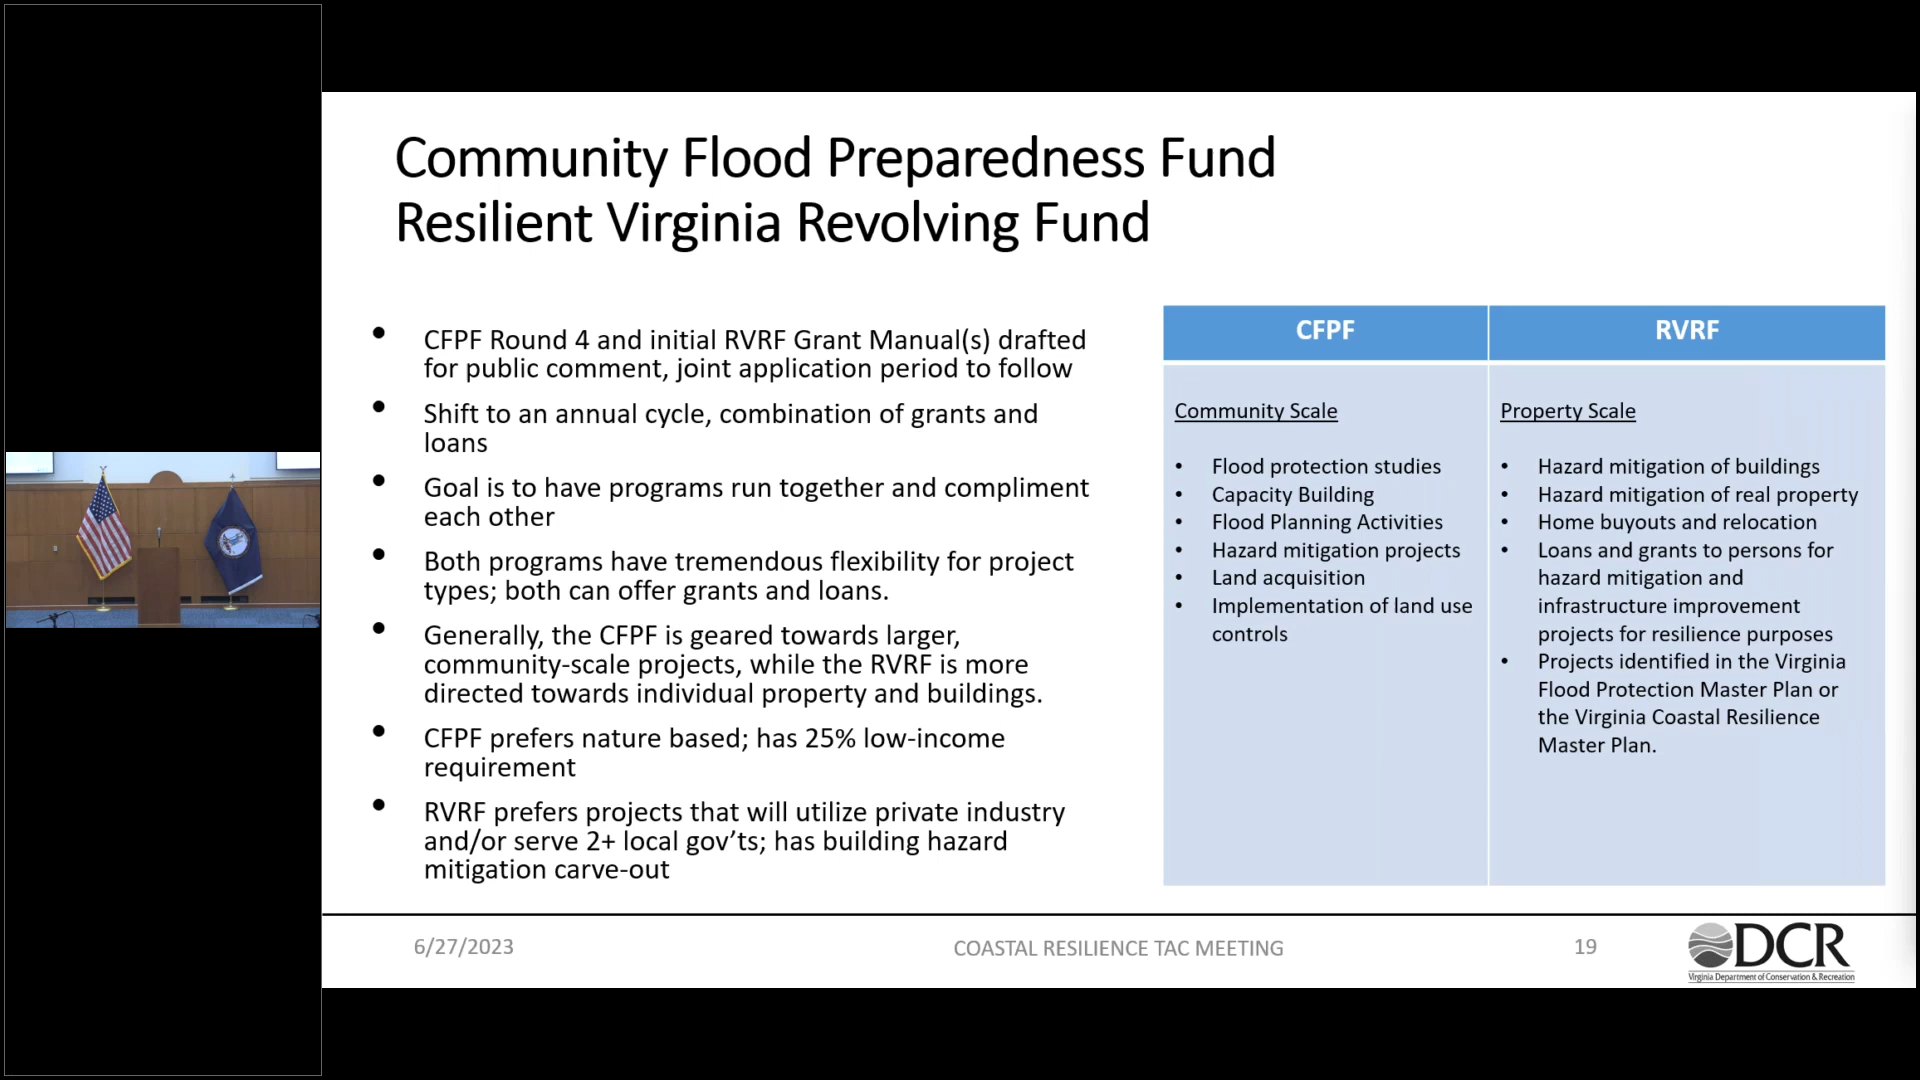 Community Flood Preparedness Fund
Resilient Virginia Revolving Fund
• CFPF Round 4 and initial RVRF Grant Manual(s) drafted
for public comment, joint application period to follow
• Shift to an annual cycle, combination of grants and
loans
• Goal is to have programs run together and compliment
each other
• Both programs have tremendous flexibility for project
types; both can offer grants and loans.
• Generally, the CFPF is geared towards larger,
community-scale projects, while the RVRF is more
directed towards individual property and buildings.
• CFPF prefers nature based; has 25% low-income
requirement
• RVRF prefers projects that will utilize private industry
and/or serve 2+ local gov’ts; has building hazard
mitigation carve-out
CFPF
Community Scale
• Flood protection studies
• Capacity Building
• Flood Planning Activities
• Hazard mitigation projects
• Land acquisition
• Implementation of land use
controls
RVRF
Property Scale
• Hazard mitigation of buildings
• Hazard mitigation of real property
• Home buyouts and relocation
• Loans and grants to persons for
hazard mitigation and
infrastructure improvement
projects for resilience purposes
• Projects identified in the Virginia
Flood Protection Master Plan or
the Virginia Coastal Resilience
Master Plan.
6/27/2023
COASTAL RESILIENCE TAC MEETING
19
DCR
Virginia Department of Conservation & Recreation